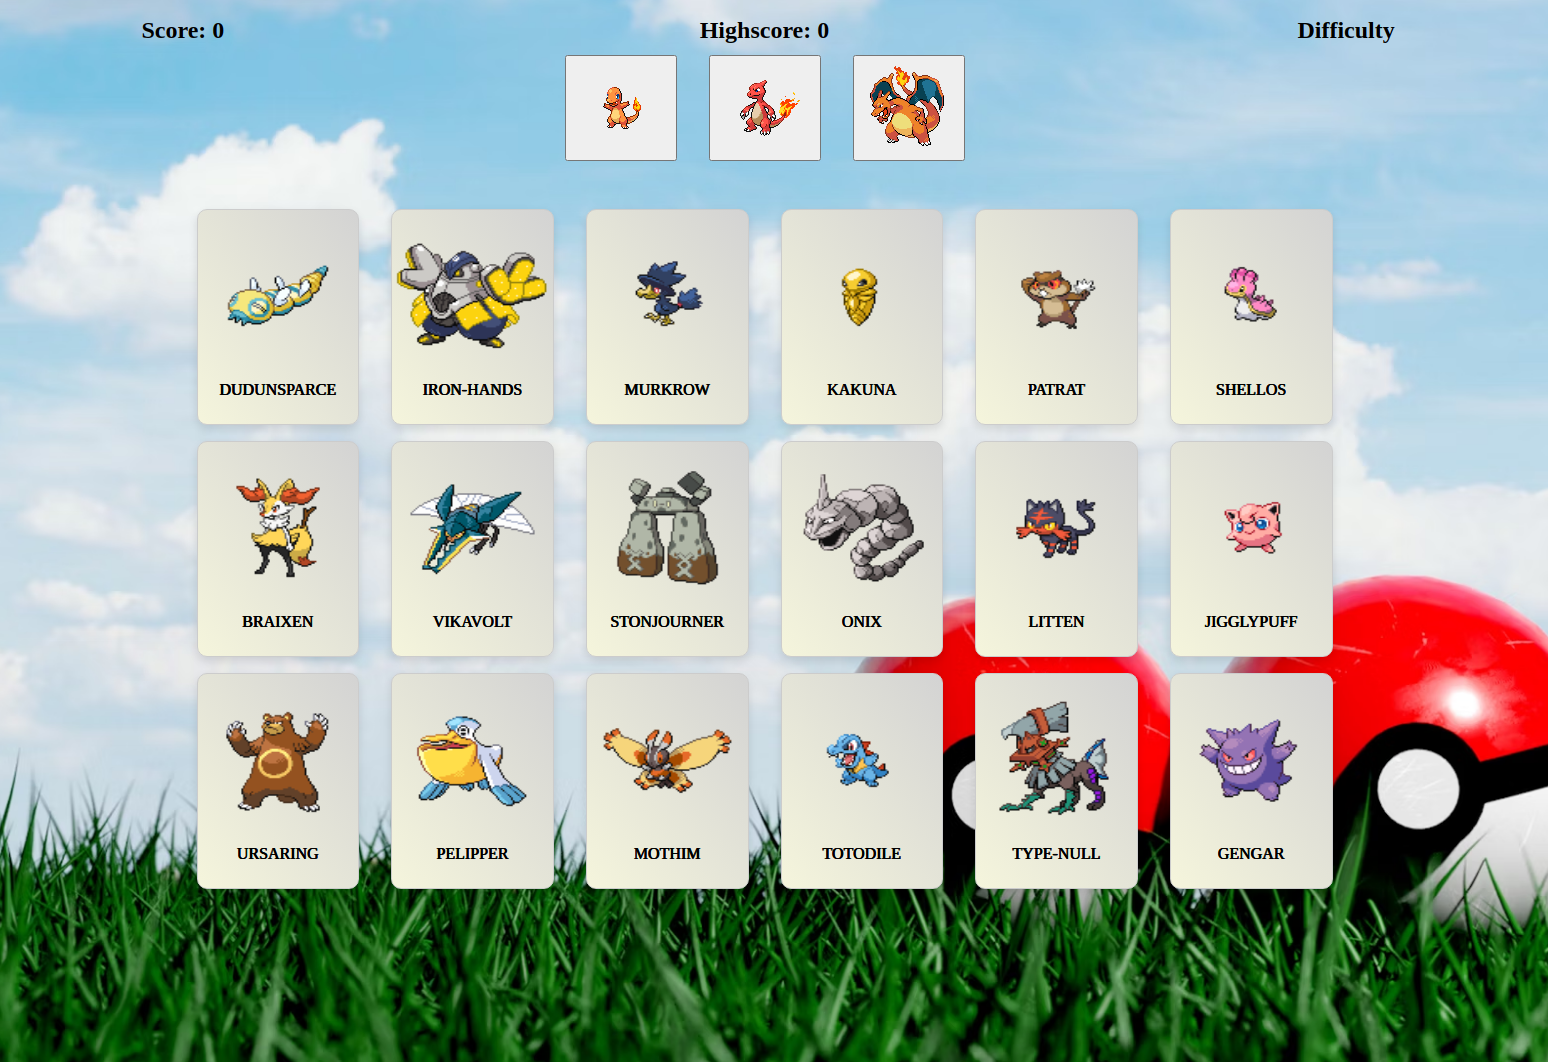 Score: 0
Highscore: 0
Difficulty
DUDUNSPARCE
IRON-HANDS
MURKROW
KAKUNA
PATRAT
SHELLOS
BRAIXEN
VIKAVOLT
STONJOURNER
ONIX
LITTEN
JIGGLYPUFF
URSARING
PELIPPER
MOTHIM
TOTODILE
TYPE-NULL
GENGAR